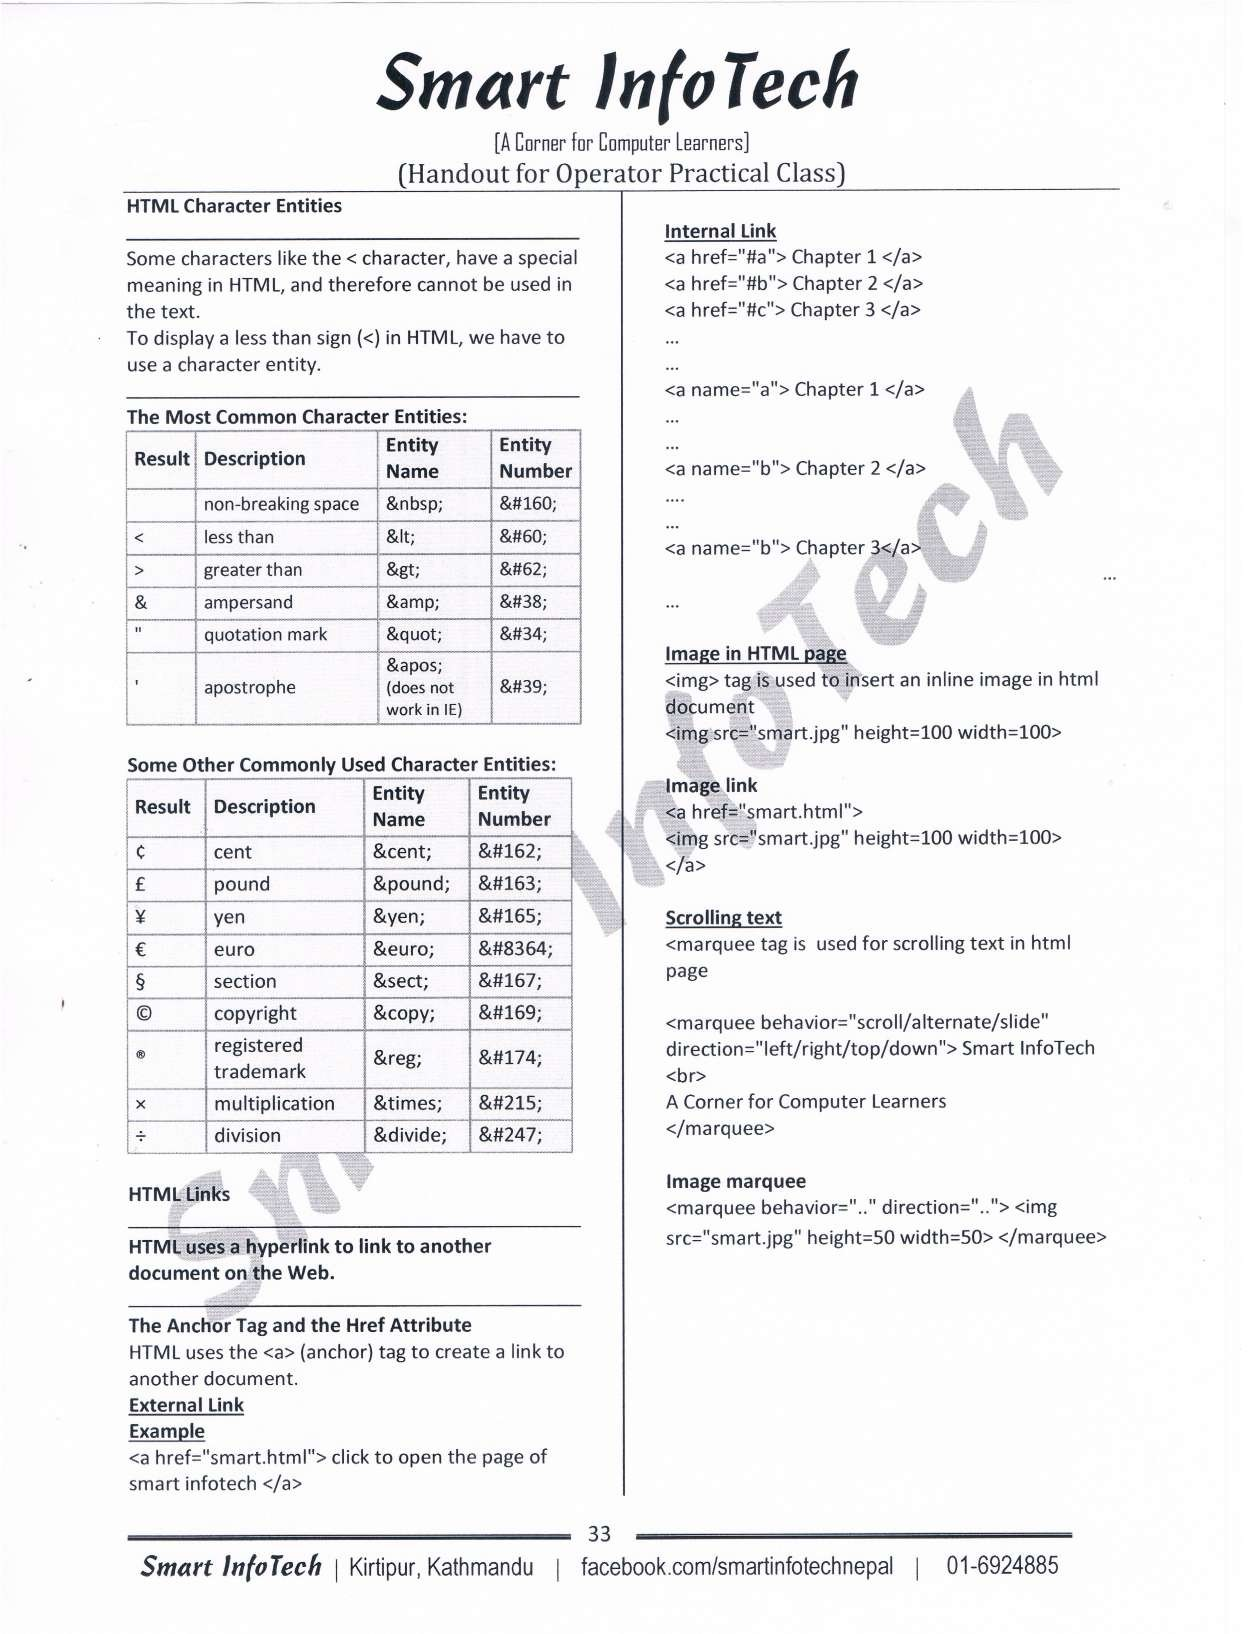 Smart InfoTech
[A Corner for Computer Learners]
(Handout for Operator Practical Class)
HTML Character Entities
Some characters like the < character, have a special
meaning in HTML, and therefore cannot be used in
the text.
To display a less than sign (<) in HTML, we have to
use a character entity.
The Most Common Character Entities:
Result Description Entity Name Entity Number
non-breaking space &nbsp; &#160;
< less than &lt; &#60;
> greater than &gt; &#62;
& ampersand &amp; &#38;
" quotation mark &quot; &#34;
' apostrophe &apos; (does not work in IE) &#39;
Some Other Commonly Used Character Entities:
Result Description Entity Name Entity Number
¢ cent &cent; &#162;
£ pound &pound; &#163;
¥ yen &yen; &#165;
€ euro &euro; &#8364;
§ section &sect; &#167;
© copyright &copy; &#169;
® registered trademark &reg; &#174;
× multiplication &times; &#215;
÷ division &divide; &#247;
HTML Links
HTML uses a hyperlink to link to another
document on the Web.
The Anchor Tag and the Href Attribute
HTML uses the <a> (anchor) tag to create a link to
another document.
External Link
Example
<a href="smart.html"> click to open the page of
smart infotech </a>
Internal Link
<a href="#a"> Chapter 1 </a>
<a href="#b"> Chapter 2 </a>
<a href="#c"> Chapter 3 </a>
...
...
<a name="a"> Chapter 1 </a>
...
...
<a name="b"> Chapter 2 </a>
....
...
<a name="b"> Chapter 3</a>
...
...
Image in HTML page
<img> tag is used to insert an inline image in html
document
<img src="smart.jpg" height=100 width=100>
Image link
<a href="smart.html">
<img src="smart.jpg" height=100 width=100>
</a>
Scrolling text
<marquee tag is used for scrolling text in html
page
<marquee behavior="scroll/alternate/slide"
direction="left/right/top/down"> Smart InfoTech
<br>
A Corner for Computer Learners
</marquee>
Image marquee
<marquee behavior=".." direction=".."> <img
src="smart.jpg" height=50 width=50> </marquee>
Smart InfoTech
33
Smart InfoTech | Kirtipur, Kathmandu | facebook.com/smartinfotechnepal | 01-6924885